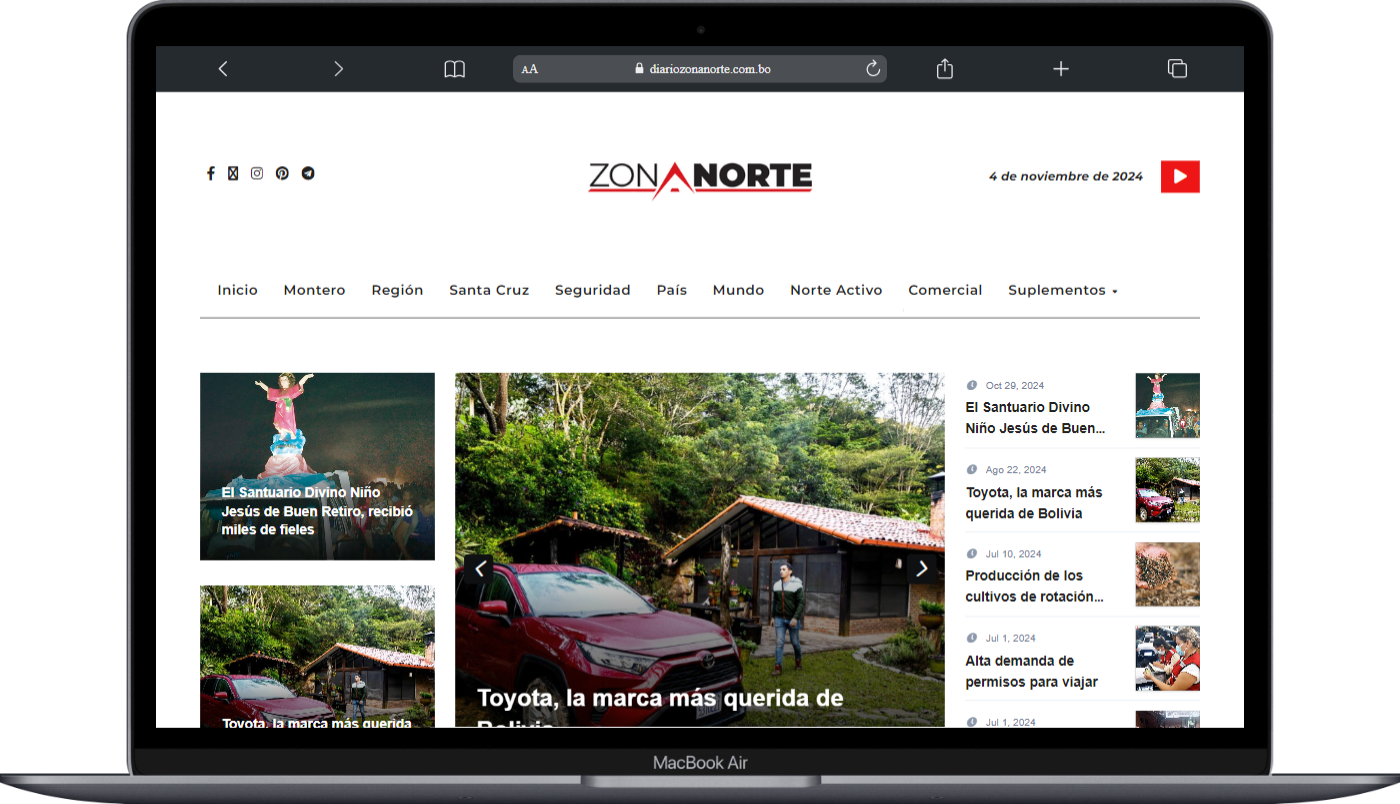 AA
diariozonanorte.com.bo
ZONANORTE
4 de noviembre de 2024
Inicio
Montero
Región
Santa Cruz
Seguridad
País
Mundo
Norte Activo
Comercial
Suplementos
El Santuario Divino Niño
Jesús de Buen Retiro, recibió
miles de fieles
Toyota, la marca más querida
Toyota, la marca más querida de
Bolivia
Oct 29, 2024
El Santuario Divino
Niño Jesús de Buen...
Ago 22, 2024
Toyota, la marca más
querida de Bolivia
Jul 10, 2024
Producción de los
cultivos de rotación...
Jul 1, 2024
Alta demanda de
permisos para viajar
Jul 1, 2024
MacBook Air